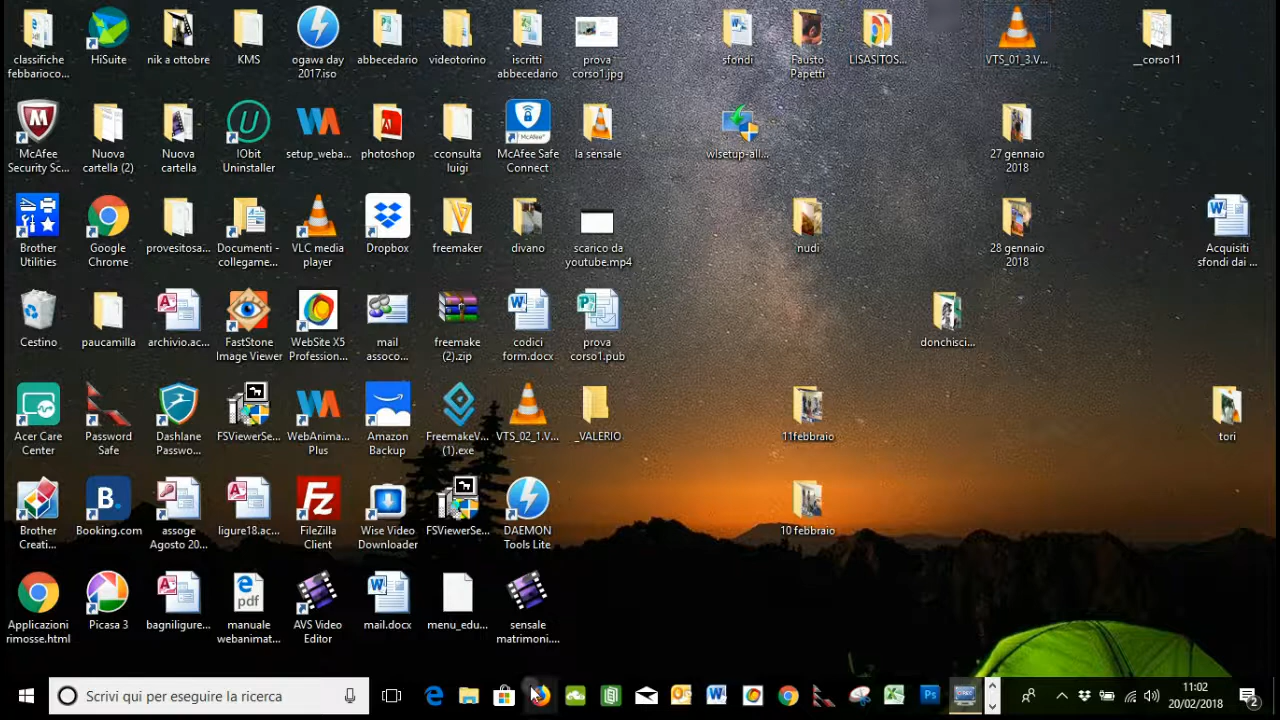 classifiche
febbarioco...
HiSuite
nik a ottobre
KMS
ogawa day
2017.iso
abbecedario
videotorino
iscritti
abbecedario
prova
corso1.jpg
sfondi
Fausto
Papetti
LISASITOS...
VTS_01_3.V...
__corso11
McAfee
Security Sc...
Nuova
cartella (2)
Nuova
cartella
IObit
Uninstaller
setup_weba...
photoshop
cconsulta
luigi
McAfee
McAfee Safe
Connect
la sensale
wlsetup-all...
27 gennaio
2018
Brother
Utilities
Google
Chrome
provesitosa...
Documenti -
collegame...
VLC media
player
Dropbox
freemaker
divano
scarico da
youtube.mp4
nudi
28 gennaio
2018
Acquisiti
sfondi dai ...
Cestino
paucamilla
archivio.ac...
FastStone
Image Viewer
WebSite X5
Profession...
mail
assoco...
freemake
(2).zip
codici
form.docx
prova
corso1.pub
donchisci...
Acer Care
Center
Password
Safe
Dashlane
Passwo...
FSViewerSe...
WebAnima...
Plus
Amazon
Backup
FreemakeV...
(1).exe
VTS_02_1.V...
_VALERIO
11febbraio
tori
Brother
Creati...
B.
Booking.com
assoge
Agosto 20...
ligure18.ac...
Fz
FileZilla
Client
Wise Video
Downloader
FSViewerSe...
DAEMON
Tools Lite
10 febbraio
Applicazioni
rimosse.html
Picasa 3
bagniligure...
pdf
manuale
webanimat...
AVS Video
Editor
mail.docx
menu_edu...
sensale
matrimoni....
Scrivi qui per eseguire la ricerca
Ps
11:02
20/02/2018
2